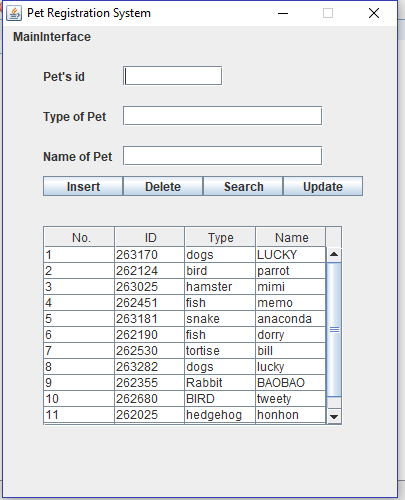 Pet Registration System
MainInterface
Pet's id
Type of Pet
Name of Pet
Insert Delete Search Update
No. ID Type Name
1 263170 dogs LUCKY
2 262124 bird parrot
3 263025 hamster mimi
4 262451 fish memo
5 263181 snake anaconda
6 262190 fish dorry
7 262530 tortise bill
8 263282 dogs lucky
9 262355 Rabbit BAOBAO
10 262680 BIRD tweety
11 262025 hedgehog honhon